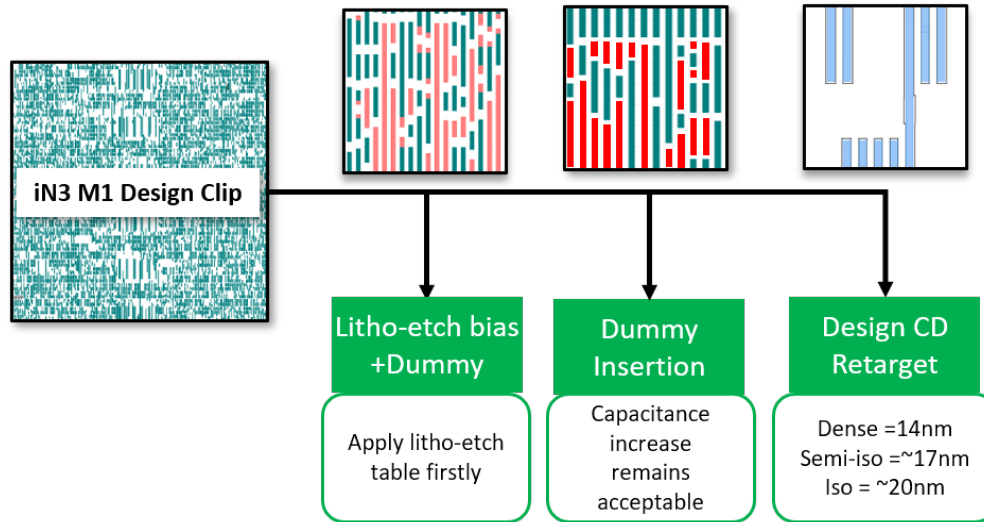 iN3 M1 Design Clip
Litho-etch bias
+Dummy
Apply litho-etch
table firstly
Dummy
Insertion
Capacitance
increase
remains
acceptable
Design CD
Retarget
Dense =14nm
Semi-iso =~17nm
Iso = ~20nm